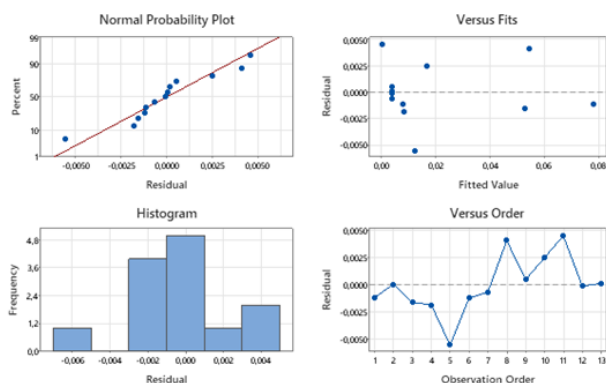 Normal Probability Plot
99
90
50
10
1
Percent
-0,0050 -0,0025 0,0000 0,0025 0,0050
Residual
Versus Fits
0,0050
0,0025
0,0000
-0,0025
-0,0050
Residual
0,00 0,02 0,04 0,06 0,08
Fitted Value
Histogram
4,8
3,6
2,4
1,2
0,0
Frequency
-0,006 -0,004 -0,002 0,000 0,002 0,004
Residual
Versus Order
0,0050
0,0025
0,0000
-0,0025
-0,0050
Residual
1 2 3 4 5 6 7 8 9 10 11 12 13
Observation Order